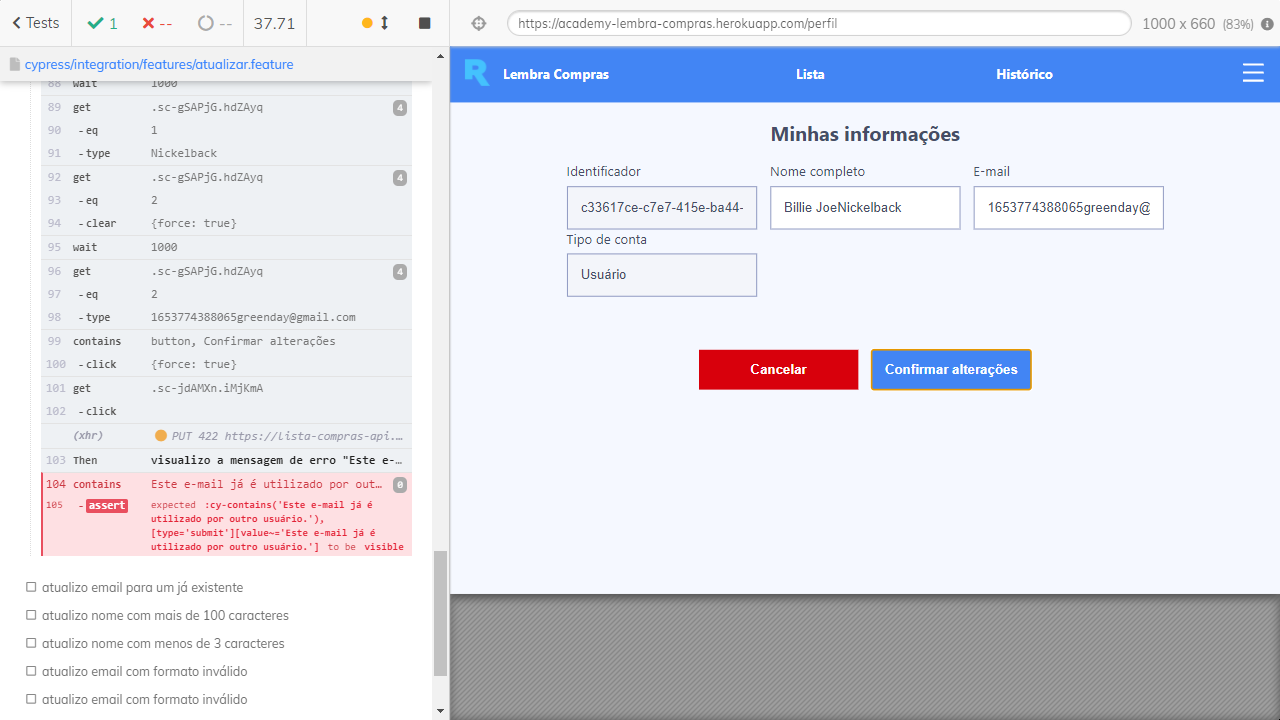 Tests
1
--
--
37.71
https://academy-lembra-compras.herokuapp.com/perfil
1000 x 660 (83%)
cypress/integration/features/atualizar.feature
88 wait 1000
89 get .sc-gSAPjG.hdZAyq 4
90 -eq 1
91 -type Nickelback
92 get .sc-gSAPjG.hdZAyq 4
93 -eq 2
94 -clear {force: true}
95 wait 1000
96 get .sc-gSAPjG.hdZAyq 4
97 -eq 2
98 -type 1653774388065greenday@gmail.com
99 contains button, Confirmar alterações
100 -click {force: true}
101 get .sc-jdAMXn.iMjKmA
102 -click
(xhr) PUT 422 https://lista-compras-api.…
103 Then visualizo a mensagem de erro "Este e-…
104 contains Este e-mail já é utilizado por out… 0
105 -assert expected :cy-contains('Este e-mail já é
utilizado por outro usuário.'),
[type='submit'][value~='Este e-mail já é
utilizado por outro usuário.'] to be visible
atualizo email para um já existente
atualizo nome com mais de 100 caracteres
atualizo nome com menos de 3 caracteres
atualizo email com formato inválido
atualizo email com formato inválido
R Lembra Compras Lista Histórico
Minhas informações
Identificador Nome completo E-mail
c33617ce-c7e7-415e-ba44- Billie JoeNickelback 1653774388065greenday@
Tipo de conta
Usuário
Cancelar Confirmar alterações